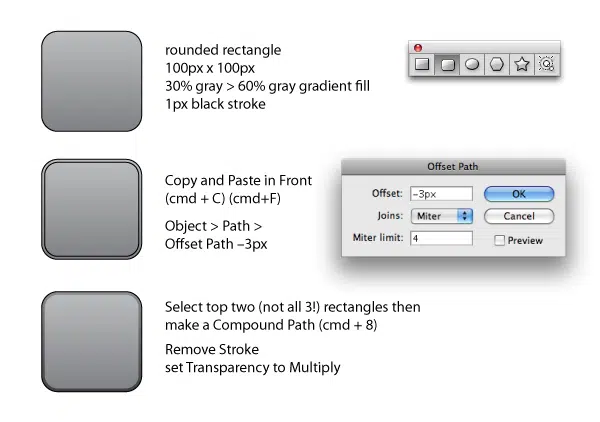 rounded rectangle
100px x 100px
30% gray > 60% gray gradient fill
1px black stroke
Copy and Paste in Front
(cmd + C) (cmd+F)
Object > Path >
Offset Path –3px
Offset Path
Offset: –3px
OK
Joins: Miter
Cancel
Miter limit: 4
Preview
Select top two (not all 3!) rectangles then
make a Compound Path (cmd + 8)
Remove Stroke
set Transparency to Multiply